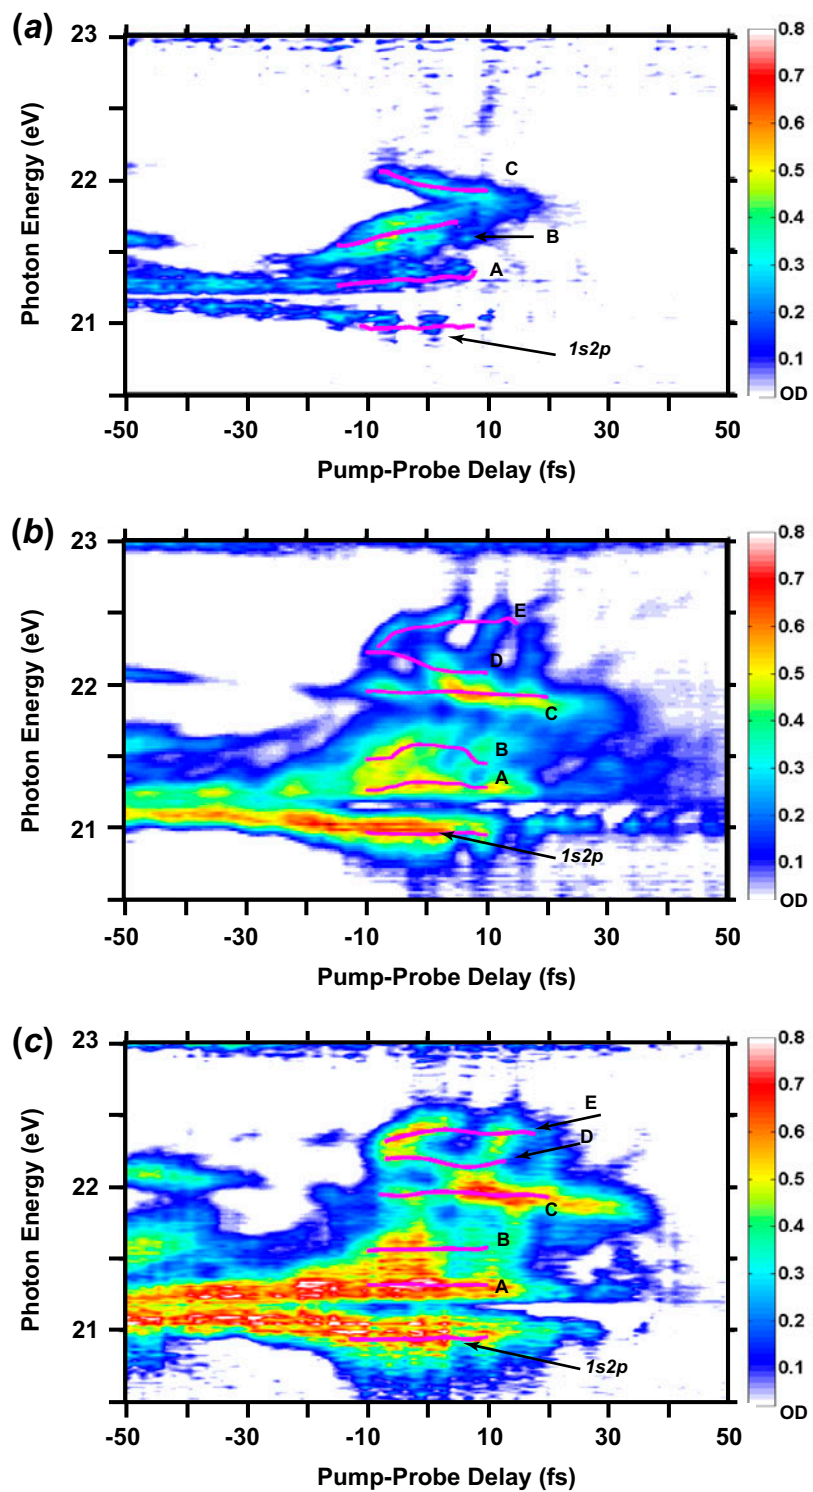 (a)
23
22
21
Photon Energy (eV)
C
B
A
1s2p
-50 -30 -10 10 30 50
Pump-Probe Delay (fs)
0.8
0.7
0.6
0.5
0.4
0.3
0.2
0.1
OD
(b)
23
22
21
Photon Energy (eV)
E
D
C
B
A
1s2p
-50 -30 -10 10 30 50
Pump-Probe Delay (fs)
0.8
0.7
0.6
0.5
0.4
0.3
0.2
0.1
OD
(c)
23
22
21
Photon Energy (eV)
E
D
C
B
A
1s2p
-50 -30 -10 10 30 50
Pump-Probe Delay (fs)
0.8
0.7
0.6
0.5
0.4
0.3
0.2
0.1
OD